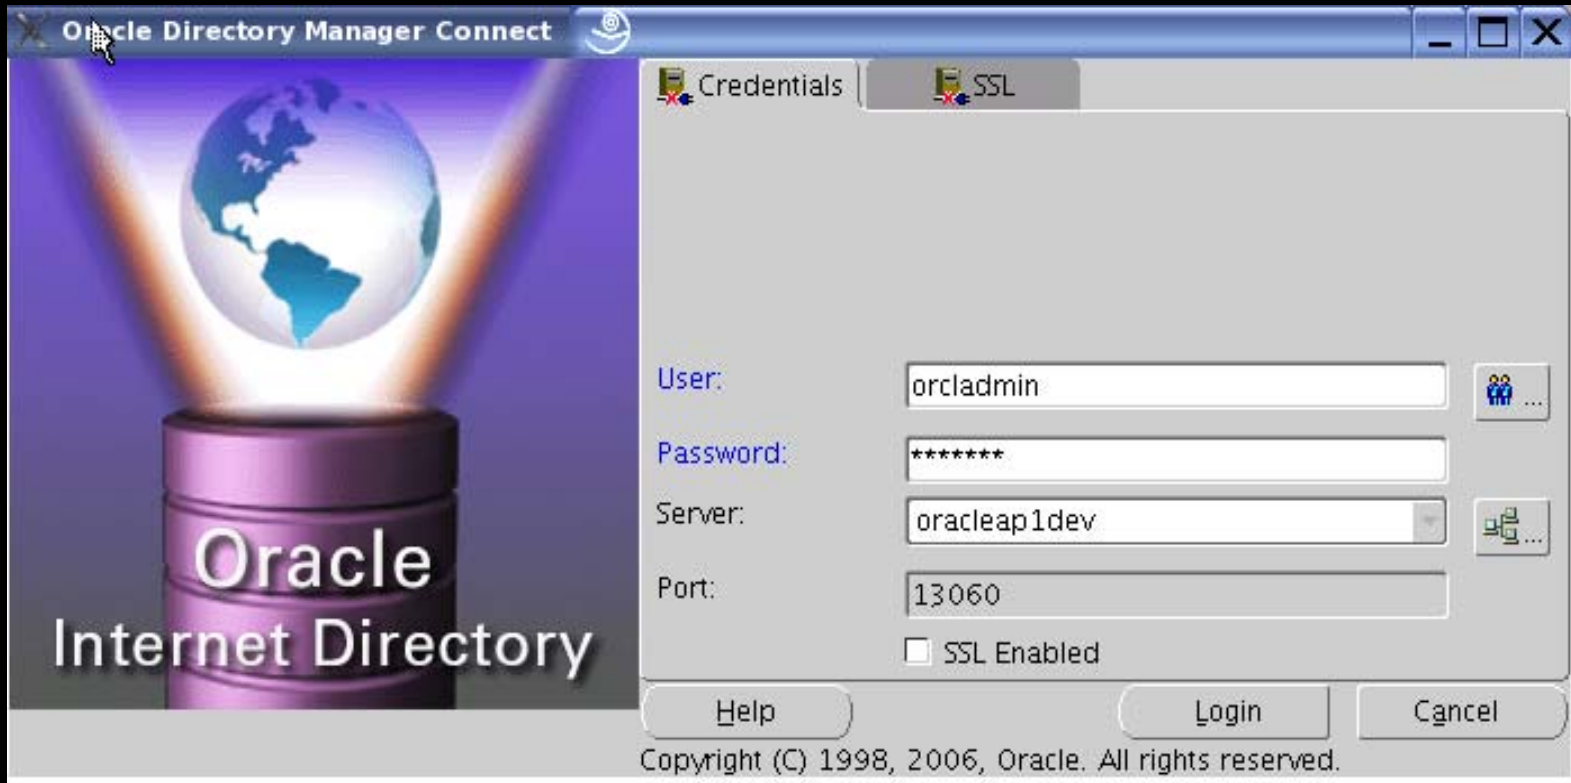 Oracle Directory Manager Connect
Credentials
SSL
User:
orcladmin
Password:
*******
Server:
oracleap1dev
Port:
13060
SSL Enabled
Oracle
Internet Directory
Help
Login
Cancel
Copyright (C) 1998, 2006, Oracle. All rights reserved.